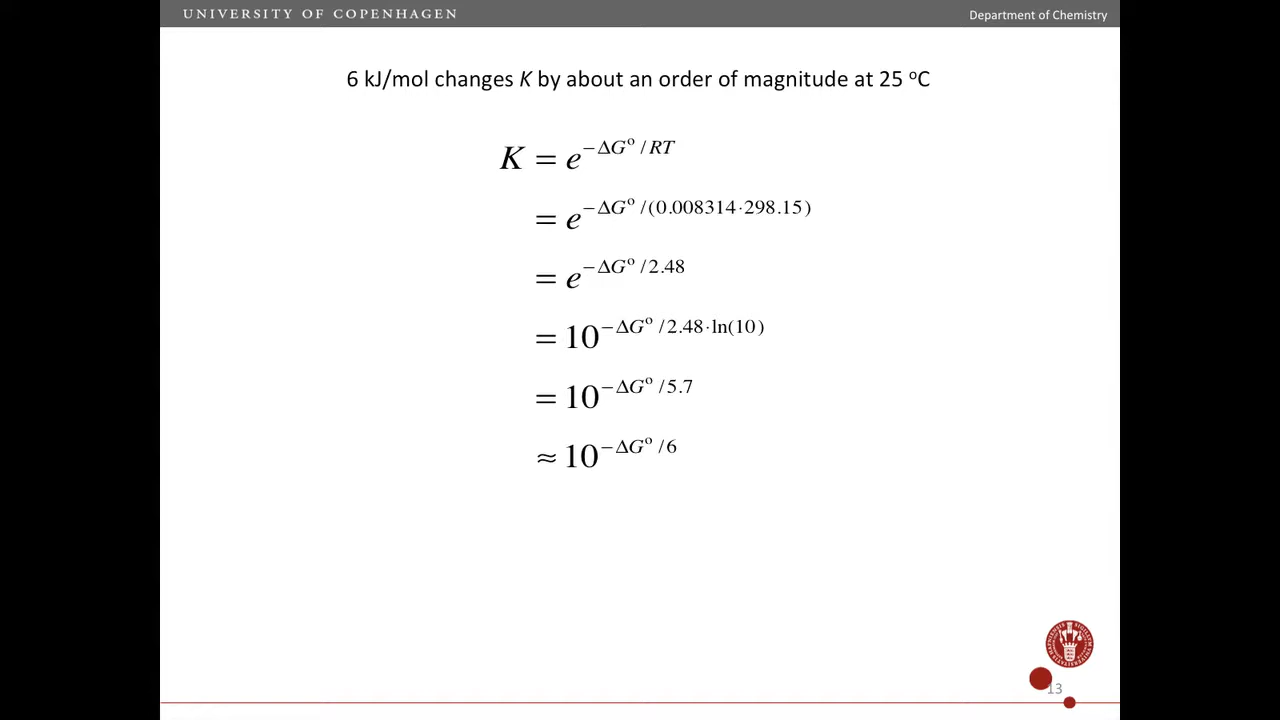 UNIVERSITY OF COPENHAGEN
Department of Chemistry
6 kJ/mol changes K by about an order of magnitude at 25 °C
K = e^{−ΔG°/RT}
= e^{−ΔG°/(0.008314·298.15)}
= e^{−ΔG°/2.48}
= 10^{−ΔG°/2.48·ln(10)}
= 10^{−ΔG°/5.7}
≈ 10^{−ΔG°/6}
13